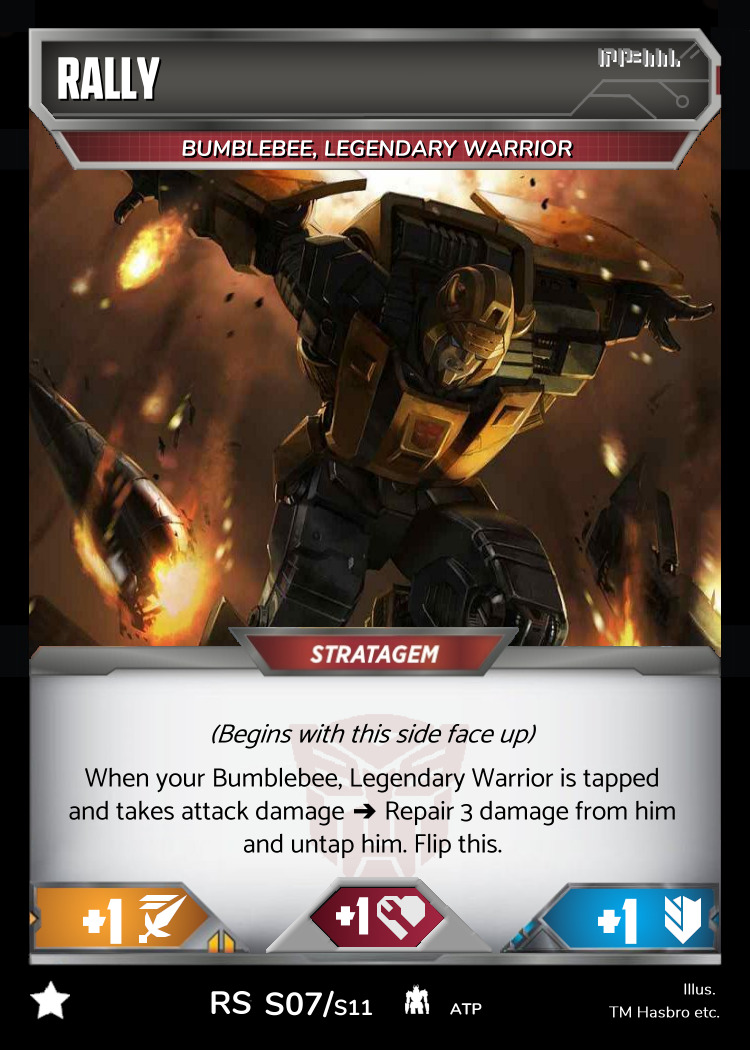 RALLY
BUMBLEBEE, LEGENDARY WARRIOR
STRATAGEM
(Begins with this side face up)
When your Bumblebee, Legendary Warrior is tapped
and takes attack damage ➔ Repair 3 damage from him
and untap him. Flip this.
+1 +1 +1
RS S07/S11 ATP
Illus.
TM Hasbro etc.